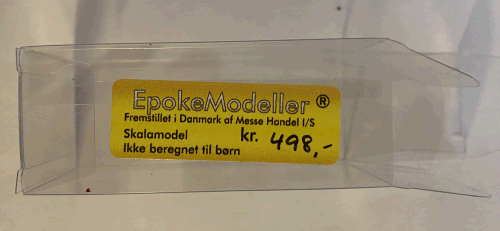 EpokeModeller ®
Fremstillet i Danmark af Messe Handel I/S
Skalamodel kr. 498,-
Ikke beregnet til børn